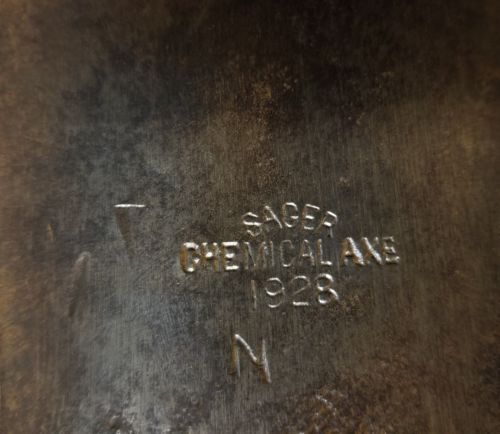 SAGER
CHEMICAL AXE
1928
N